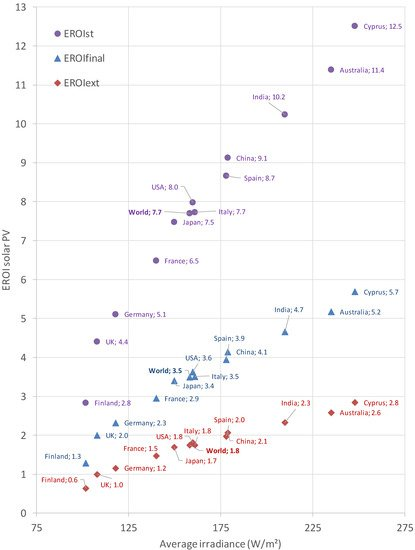 13
12
11
10
9
8
7
6
5
4
3
2
1
0
EROI solar PV
EROIst
EROIfinal
EROIext
Cyprus; 12.5
Australia; 11.4
India; 10.2
China; 9.1
Spain; 8.7
USA; 8.0
World; 7.7
Italy; 7.7
Japan; 7.5
France; 6.5
Germany; 5.1
UK; 4.4
Finland; 2.8
Cyprus; 5.7
Australia; 5.2
India; 4.7
Spain; 3.9
China; 4.1
USA; 3.6
World; 3.5
Italy; 3.5
Japan; 3.4
France; 2.9
Germany; 2.3
UK; 2.0
Finland; 1.3
Cyprus; 2.8
Australia; 2.6
India; 2.3
Spain; 2.0
China; 2.1
Italy; 1.8
USA; 1.8
World; 1.8
Japan; 1.7
France; 1.5
Germany; 1.2
UK; 1.0
Finland; 0.6
75
125
175
225
275
Average irradiance (W/m²)